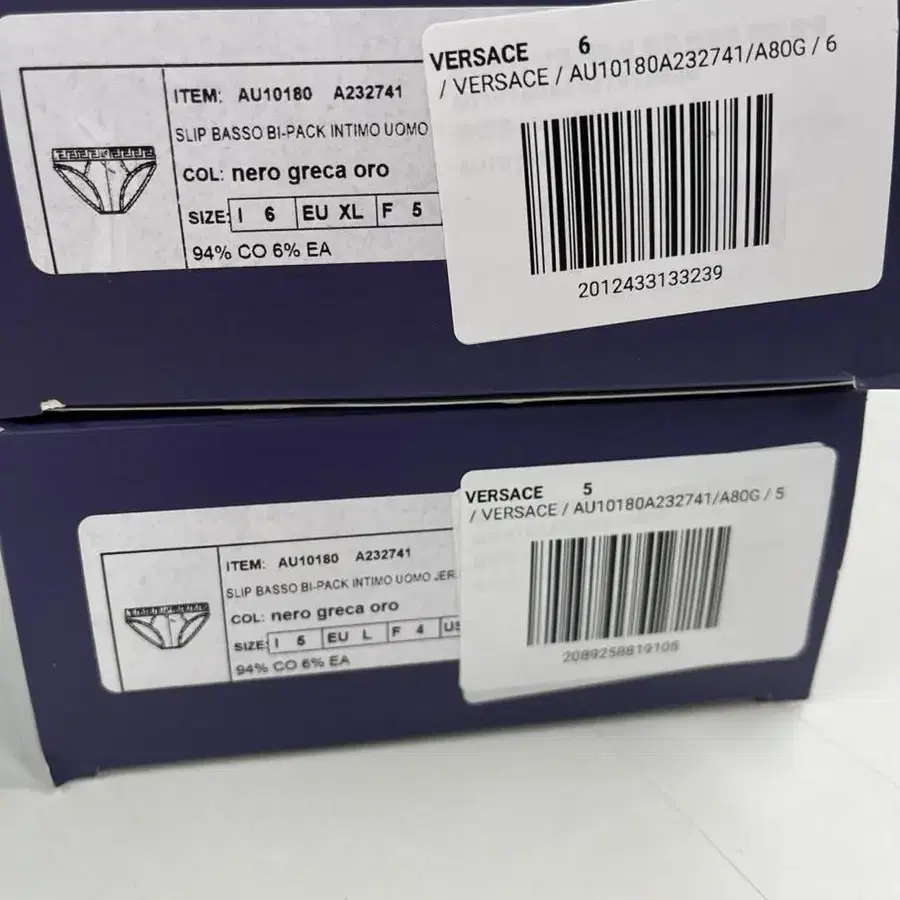 ITEM: AU10180 A232741
SLIP BASSO BI-PACK INTIMO UOMO
COL: nero greca oro
SIZE: I 6 EU XL F 5
94% CO 6% EA
VERSACE 6
/ VERSACE / AU10180A232741/A80G / 6
2012433133239
ITEM: AU10180 A232741
SLIP BASSO BI-PACK INTIMO UOMO JER
COL: nero greca oro
SIZE: I 5 EU L F 4 US
94% CO 6% EA
VERSACE 5
/ VERSACE / AU10180A232741/A80G / 5
2089258819105